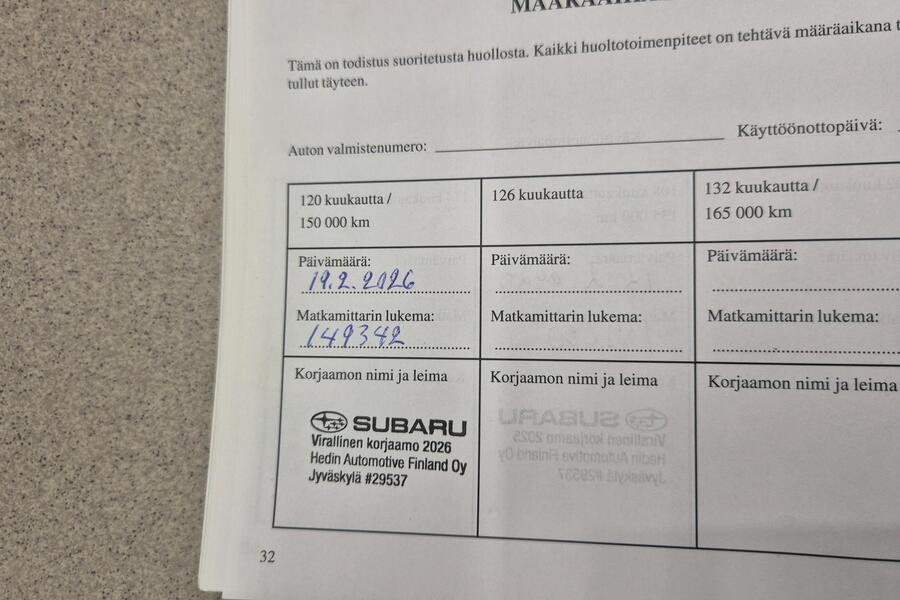 Tämä on todistus suoritetusta huollosta. Kaikki huoltotoimenpiteet on tehtävä määräaikana
tullut täyteen.
Auton valmistenumero:
Käyttöönottopäivä:
120 kuukautta /
150 000 km
126 kuukautta
132 kuukautta /
165 000 km
Päivämäärä:
19.2.2026
Päivämäärä:
Päivämäärä:
Matkamittarin lukema:
149342
Matkamittarin lukema:
Matkamittarin lukema:
Korjaamon nimi ja leima
Korjaamon nimi ja leima
Korjaamon nimi ja leima
SUBARU
Virallinen korjaamo 2026
Hedin Automotive Finland Oy
Jyväskylä #29537
32